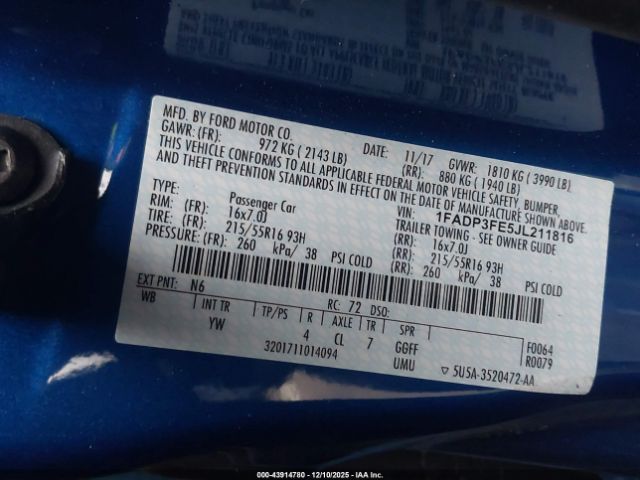 MFD. BY FORD MOTOR CO.
DATE: 11/17 GVWR: 1810 KG ( 3990 LB)
GAWR: (FR): 972 KG ( 2143 LB) (RR): 880 KG ( 1940 LB)
THIS VEHICLE CONFORMS TO ALL APPLICABLE FEDERAL MOTOR VEHICLE SAFETY, BUMPER,
AND THEFT PREVENTION STANDARDS IN EFFECT ON THE DATE OF MANUFACTURE SHOWN ABOVE.
VIN: 1FADP3FE5JL211816
TYPE: Passenger Car TRAILER TOWING - SEE OWNER GUIDE
RIM: (FR): 16x7.0J (RR): 16x7.0J
TIRE: (FR): 215/55R16 93H (RR): 215/55R16 93H
PRESSURE: (FR): 260 kPa/ 38 PSI COLD (RR): 260 kPa/ 38 PSI COLD
EXT PNT: N6 RC: 72 DSO:
WB INT TR TP/PS R AXLE TR SPR
YW 4 CL 7 GGFF F0064
3201711014094 UMU R0079
▽ 5U5A-3520472-AA
000-43914780 - 12/10/2025 - IAA Inc.